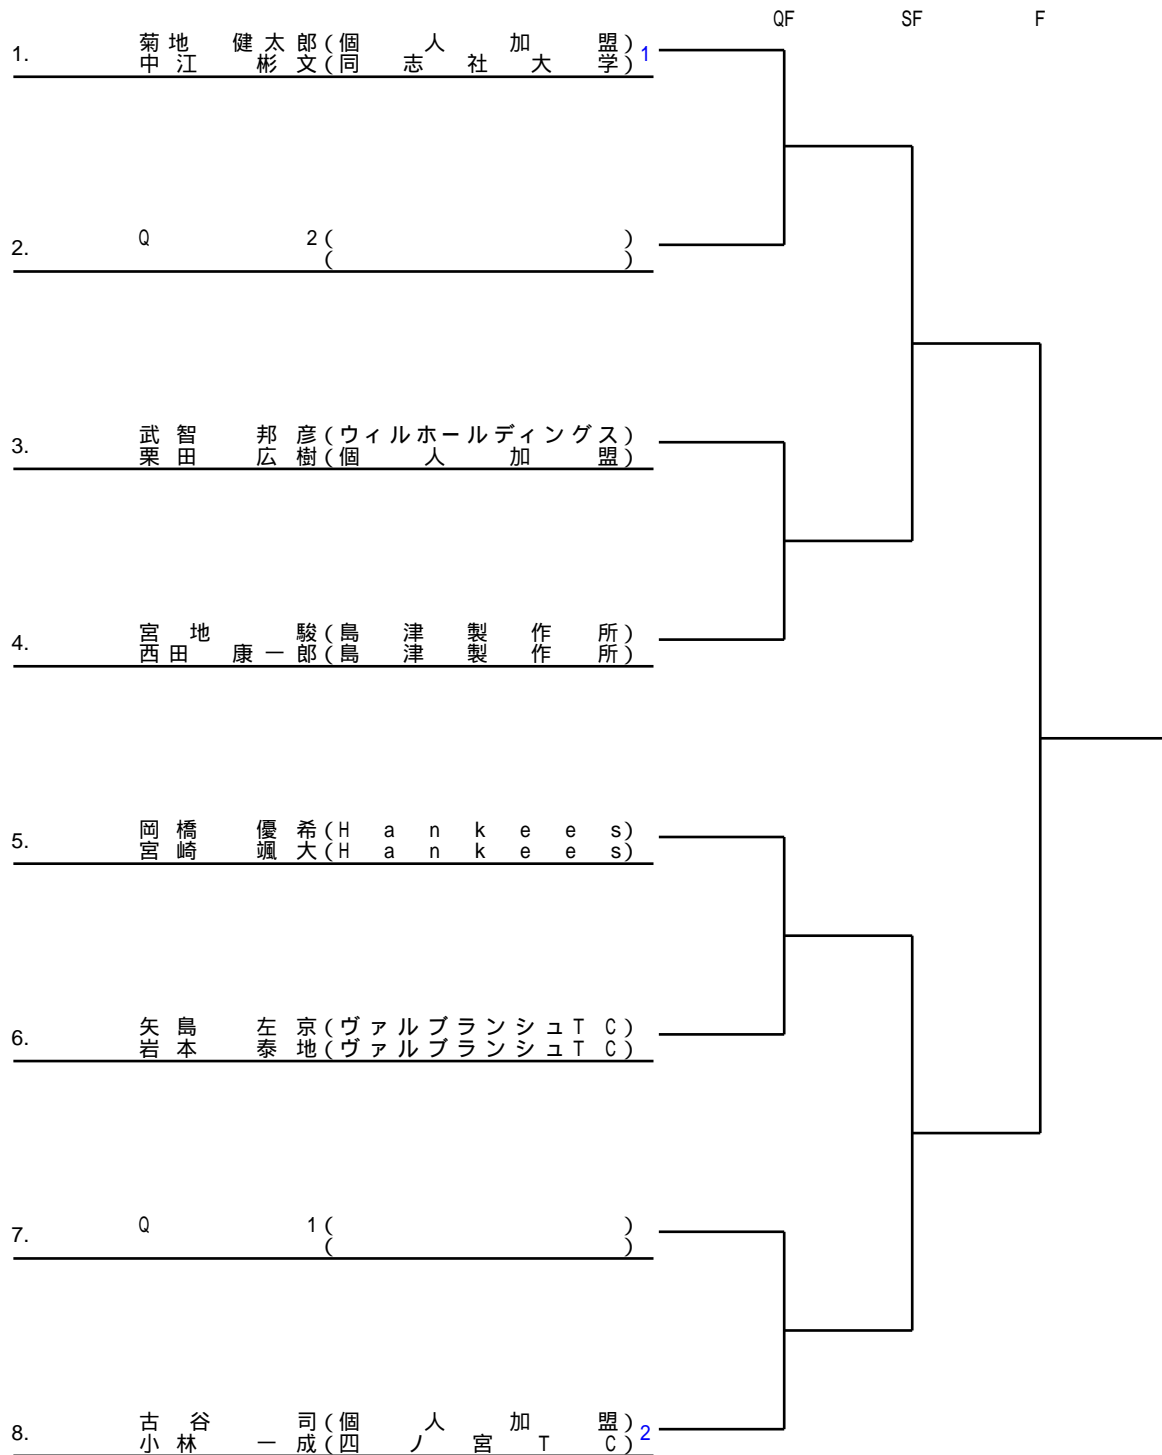 QF SF F
1. 菊地 健太郎(個人加盟) 1
中江 彬文(同志社大学)
2. Q 2( )
( )
3. 武智 邦彦(ウィルホールディングス)
栗田 広樹(個人加盟)
4. 宮地 駿(島津製作所)
西田 康一郎(島津製作所)
5. 岡橋 優希(Hankees)
宮崎 颯大(Hankees)
6. 矢島 左京(ヴァルブランシュTC)
岩本 泰地(ヴァルブランシュTC)
7. Q 1( )
( )
8. 古谷 司(個人加盟) 2
小林 一成(四ノ宮TC)